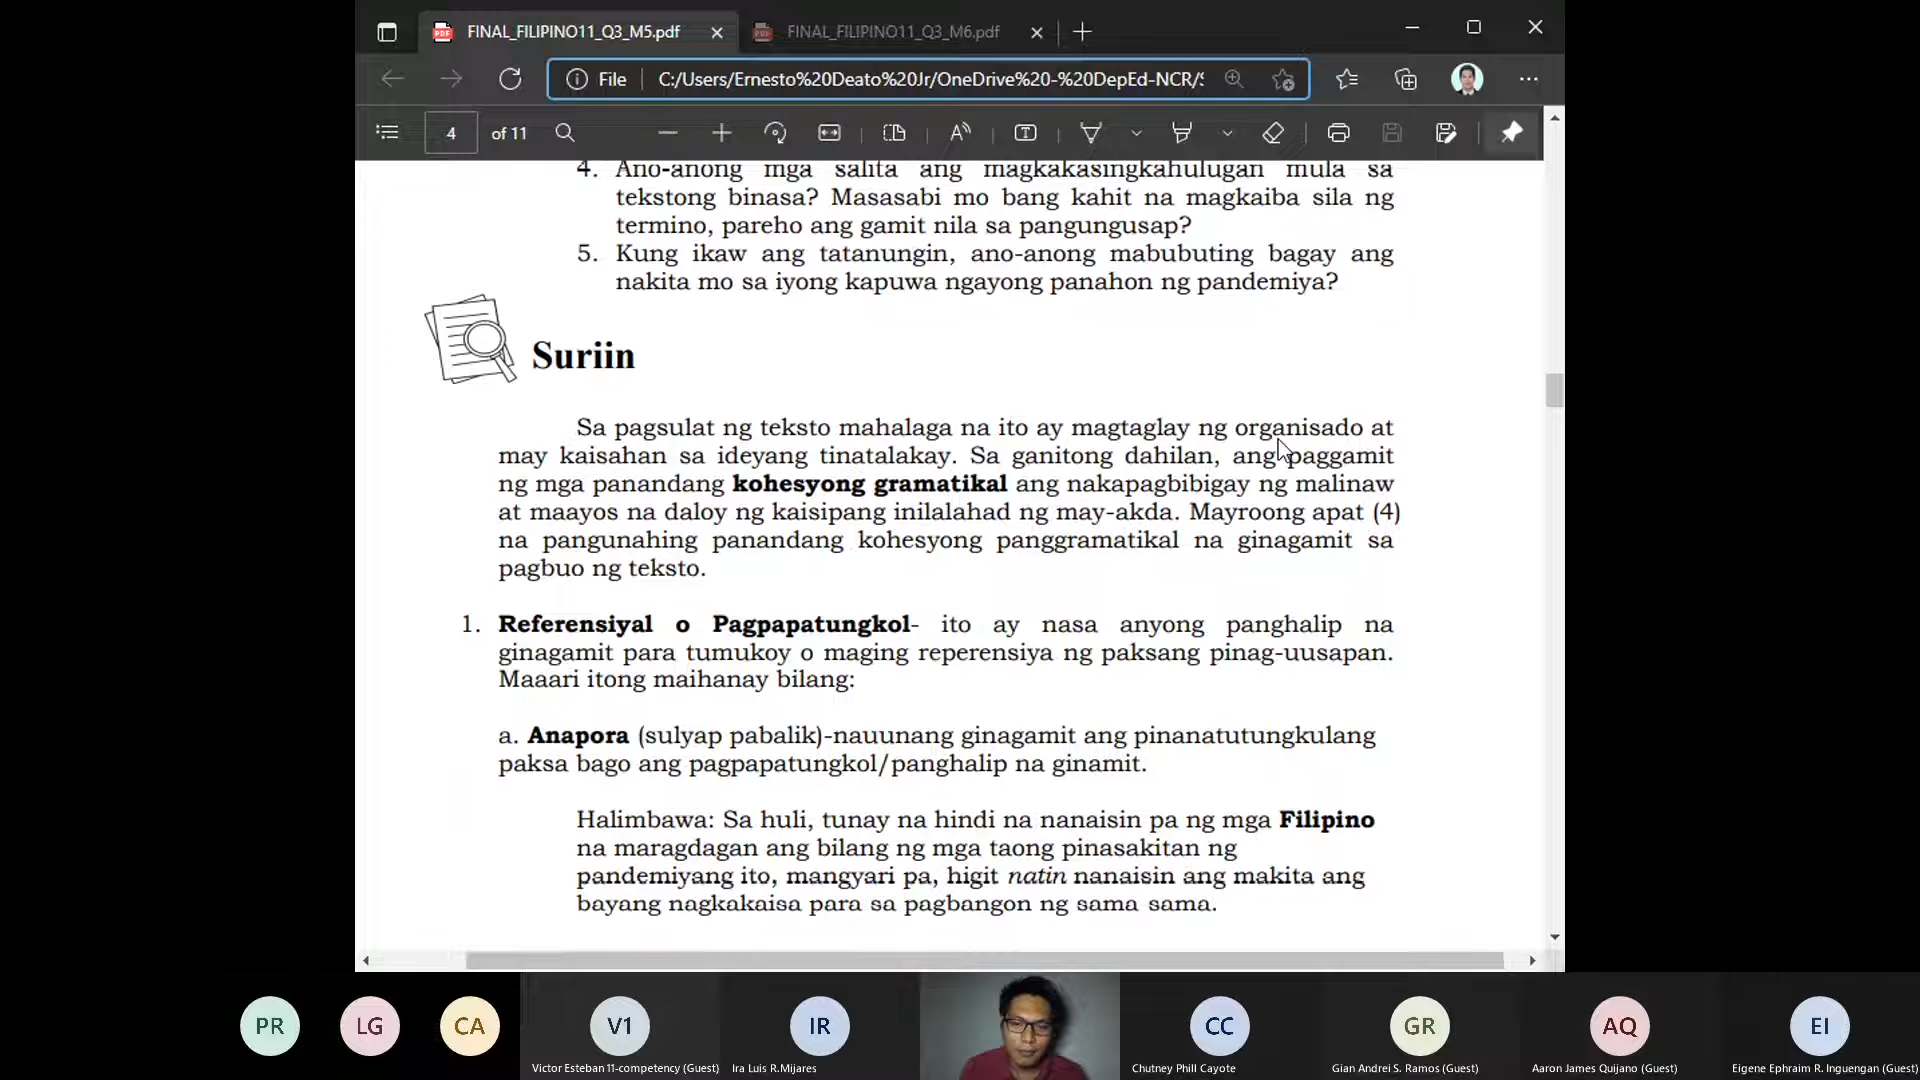 FINAL_FILIPINO11_Q3_M5.pdf
FINAL_FILIPINO11_Q3_M6.pdf
File
C:/Users/Ernesto%20Deato%20Jr/OneDrive%20-%20DepEd-NCR/S
4
of 11
4. Ano-anong mga salita ang magkakasingkahulugan mula sa
tekstong binasa? Masasabi mo bang kahit na magkaiba sila ng
termino, pareho ang gamit nila sa pangungusap?
5. Kung ikaw ang tatanungin, ano-anong mabubuting bagay ang
nakita mo sa iyong kapuwa ngayong panahon ng pandemiya?
Suriin
Sa pagsulat ng teksto mahalaga na ito ay magtaglay ng organisado at
may kaisahan sa ideyang tinatalakay. Sa ganitong dahilan, ang paggamit
ng mga panandang kohesyong gramatikal ang nakapagbibigay ng malinaw
at maayos na daloy ng kaisipang inilalahad ng may-akda. Mayroong apat (4)
na pangunahing panandang kohesyong panggramatikal na ginagamit sa
pagbuo ng teksto.
1. Referensiyal o Pagpapatungkol- ito ay nasa anyong panghalip na
ginagamit para tumukoy o maging reperensiya ng paksang pinag-uusapan.
Maaari itong maihanay bilang:
a. Anapora (sulyap pabalik)-nauunang ginagamit ang pinanatutungkulang
paksa bago ang pagpapatungkol/panghalip na ginamit.
Halimbawa: Sa huli, tunay na hindi na nanaisin pa ng mga Filipino
na maragdagan ang bilang ng mga taong pinasakitan ng
pandemiyang ito, mangyari pa, higit natin nanaisin ang makita ang
bayang nagkakaisa para sa pagbangon ng sama sama.
PR
LG
CA
V1
IR
CC
GR
AQ
EI
Victor Esteban 11-competency (Guest)
Ira Luis R.Mijares
Chutney Phill Cayote
Gian Andrei S. Ramos (Guest)
Aaron James Quijano (Guest)
Eigene Ephraim R. Inguengan (Guest)